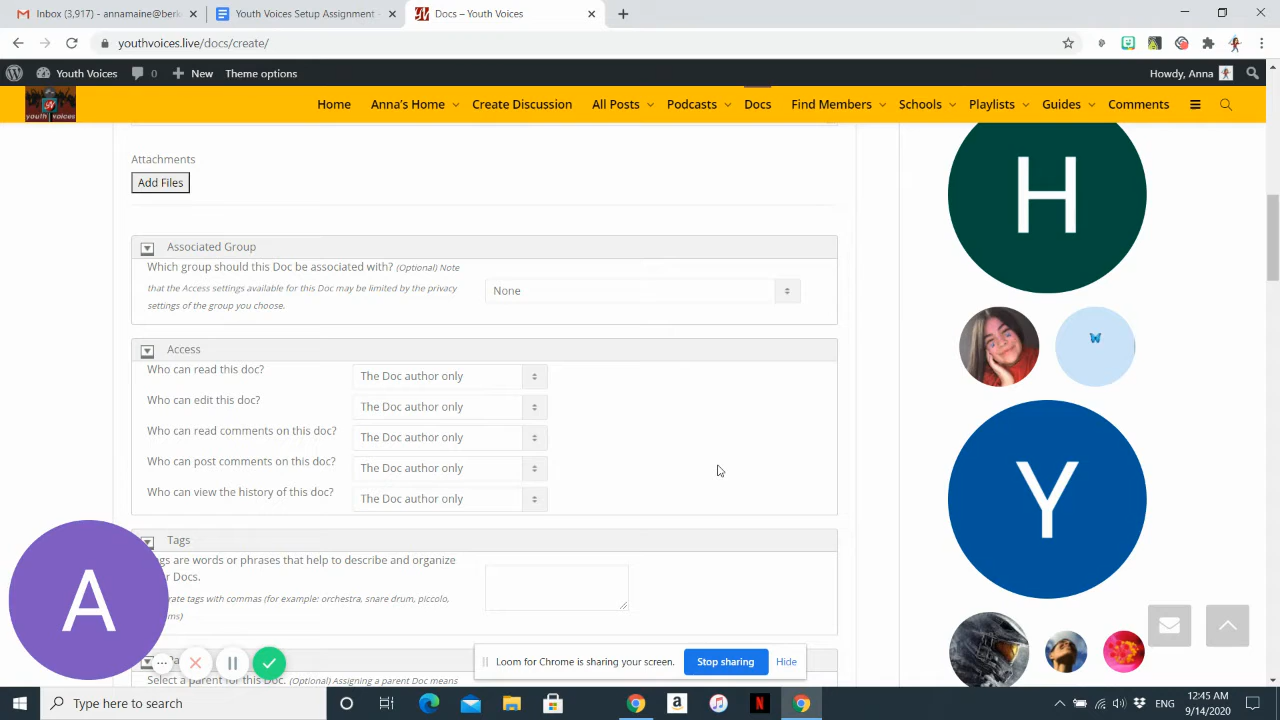 Inbox (3,917) - annamaine@berk
Youth Voices Setup Assignment
Docs – Youth Voices
youthvoices.live/docs/create/
Youth Voices
0
New
Theme options
Howdy, Anna
youth voices
Home
Anna's Home
Create Discussion
All Posts
Podcasts
Docs
Find Members
Schools
Playlists
Guides
Comments
Attachments
Add Files
Associated Group
Which group should this Doc be associated with? (Optional) Note
that the Access settings available for this Doc may be limited by the privacy
settings of the group you choose.
None
Access
Who can read this doc?
The Doc author only
Who can edit this doc?
The Doc author only
Who can read comments on this doc?
The Doc author only
Who can post comments on this doc?
The Doc author only
Who can view the history of this doc?
The Doc author only
Tags
are words or phrases that help to describe and organize
Docs.
tags with commas (for example: orchestra, snare drum, piccolo,
Select a parent for this Doc. (Optional) Assigning a parent Doc means
H
Y
A
Loom for Chrome is sharing your screen.
Stop sharing
Hide
Type here to search
ENG
12:45 AM
9/14/2020